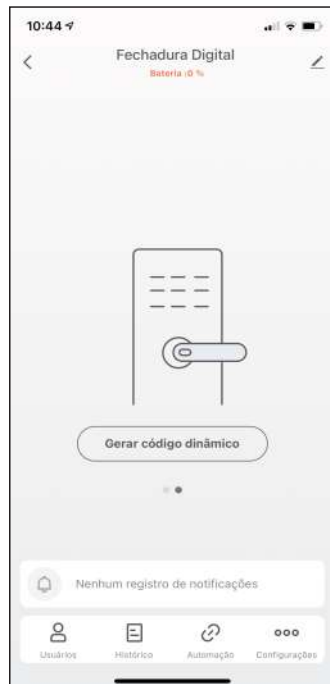 10:44
Fechadura Digital
Bateria :0 %
Gerar código dinâmico
Nenhum registro de notificações
Usuários Histórico Automação Configurações